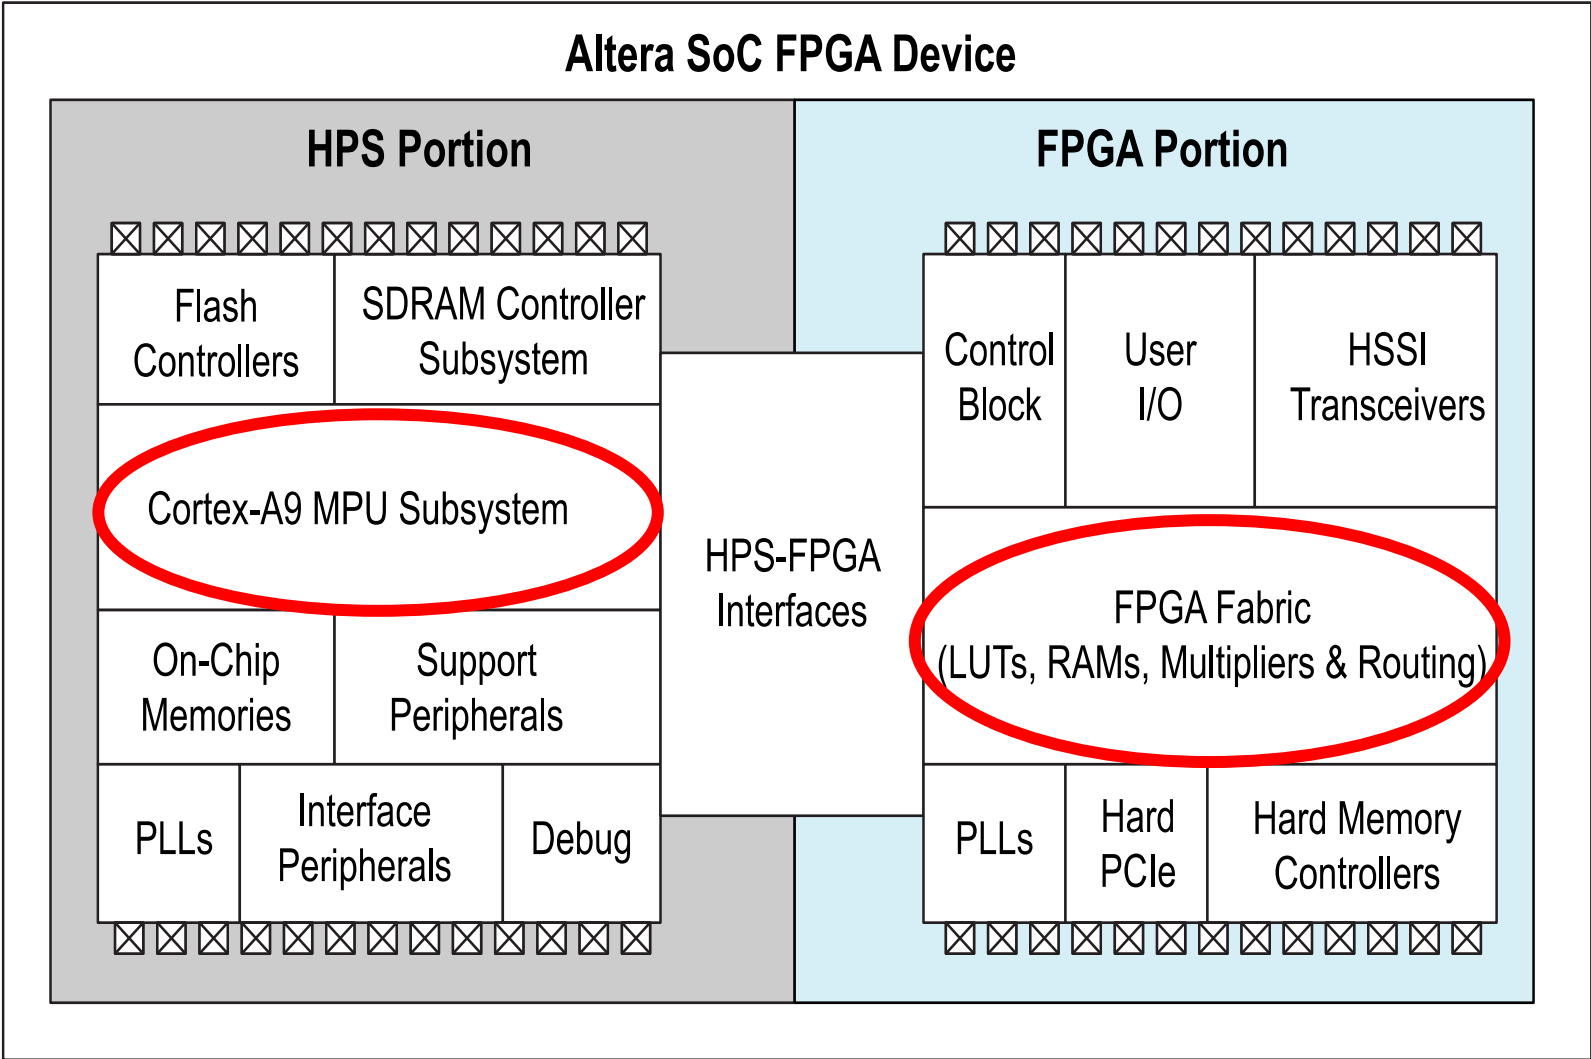 Altera SoC FPGA Device
HPS Portion
Flash
Controllers
SDRAM Controller
Subsystem
Cortex-A9 MPU Subsystem
On-Chip
Memories
Support
Peripherals
PLLs
Interface
Peripherals
Debug
HPS-FPGA
Interfaces
FPGA Portion
Control
Block
User
I/O
HSSI
Transceivers
FPGA Fabric
(LUTs, RAMs, Multipliers & Routing)
PLLs
Hard
PCIe
Hard Memory
Controllers